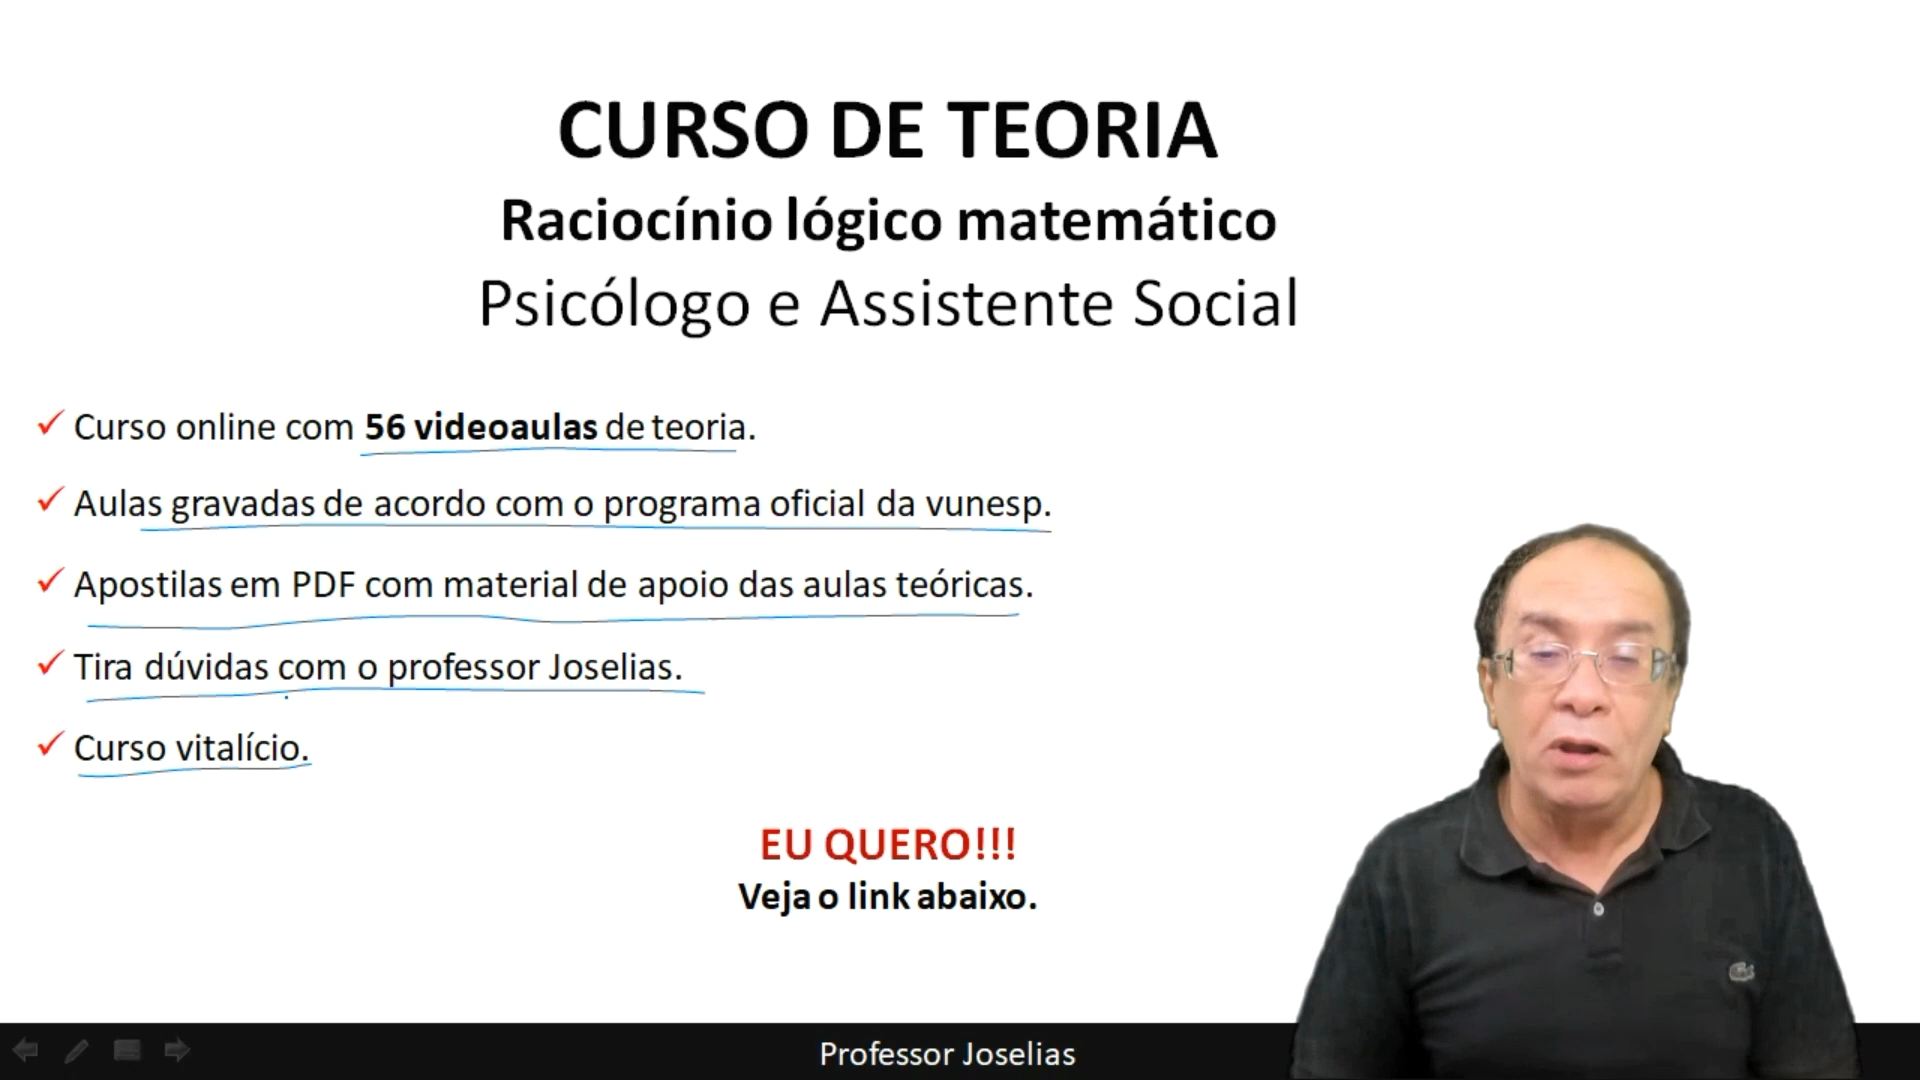 CURSO DE TEORIA
Raciocínio lógico matemático
Psicólogo e Assistente Social
Curso online com 56 videoaulas de teoria.
Aulas gravadas de acordo com o programa oficial da vunesp.
Apostilas em PDF com material de apoio das aulas teóricas.
Tira dúvidas com o professor Joselias.
Curso vitalício.
EU QUERO!!!
Veja o link abaixo.
Professor Joselias